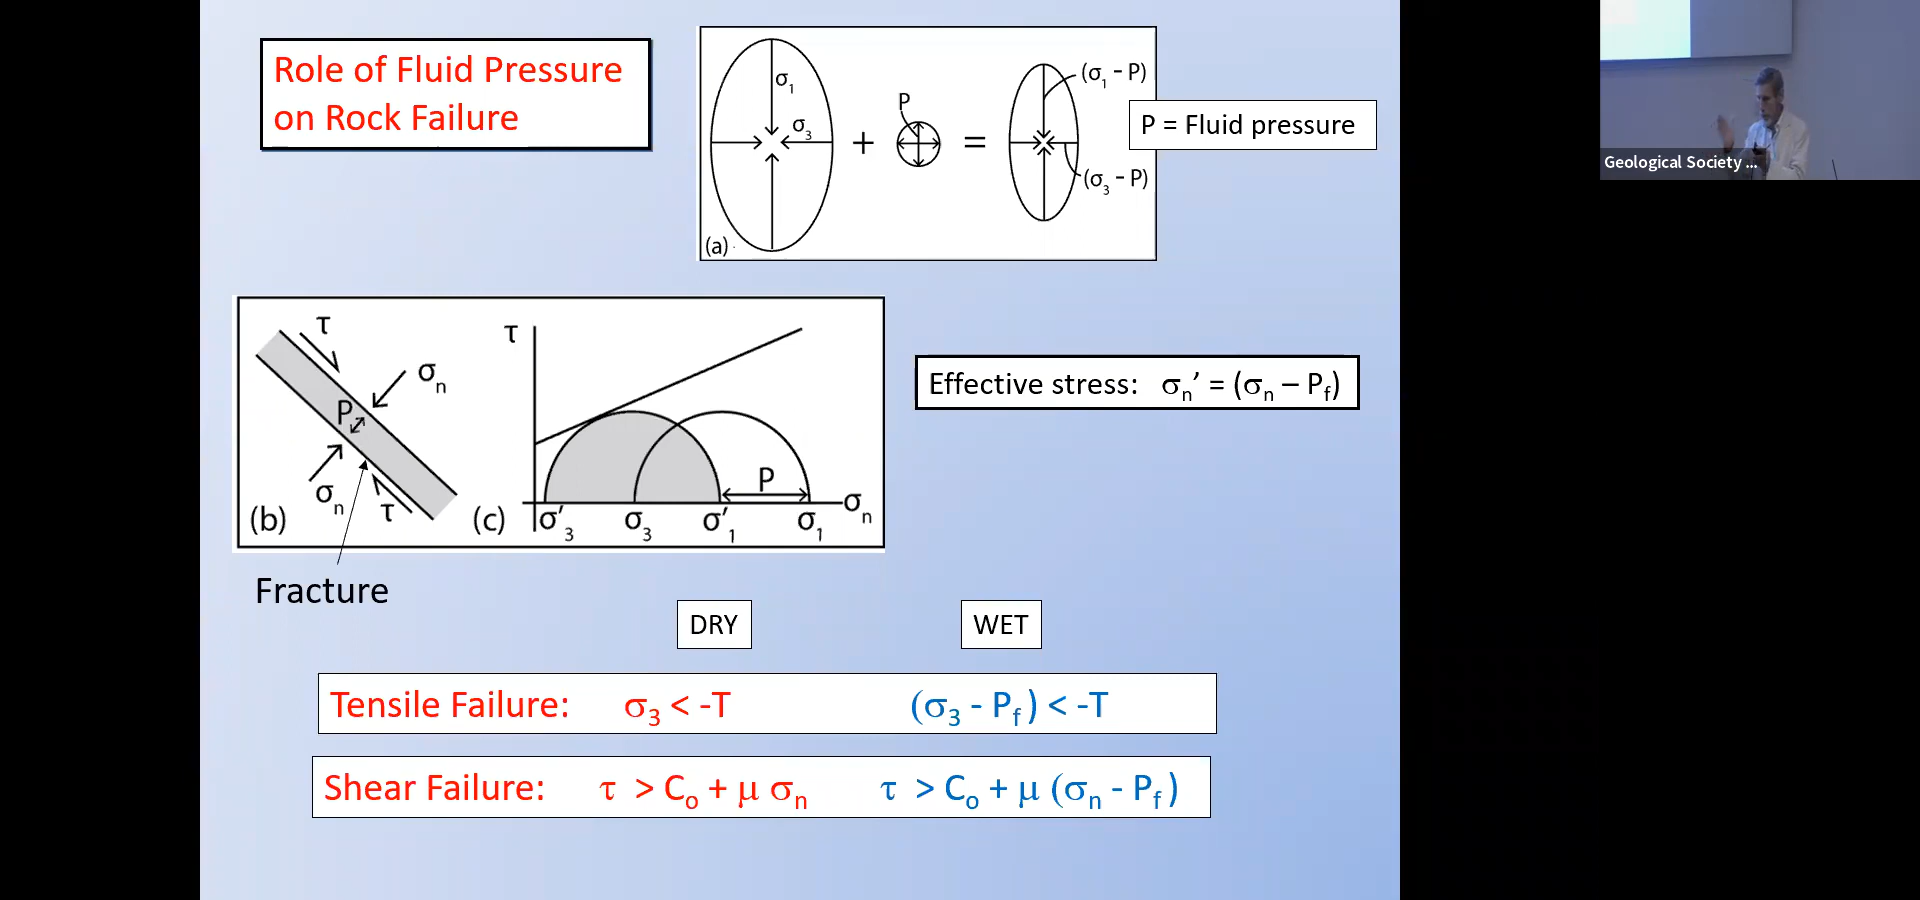 Role of Fluid Pressure
on Rock Failure
σ1
σ3
P
+
=
(σ1 – P)
(σ3 – P)
(a)
P = Fluid pressure
τ
σn
P
σn
τ
(b)
Fracture
τ
P
σn
σ'3
σ3
σ'1
σ1
(c)
Effective stress: σn’ = (σn – Pf)
DRY
WET
Tensile Failure: σ3 < -T (σ3 - Pf) < -T
Shear Failure: τ > Co + μ σn τ > Co + μ (σn - Pf)
Geological Society ...